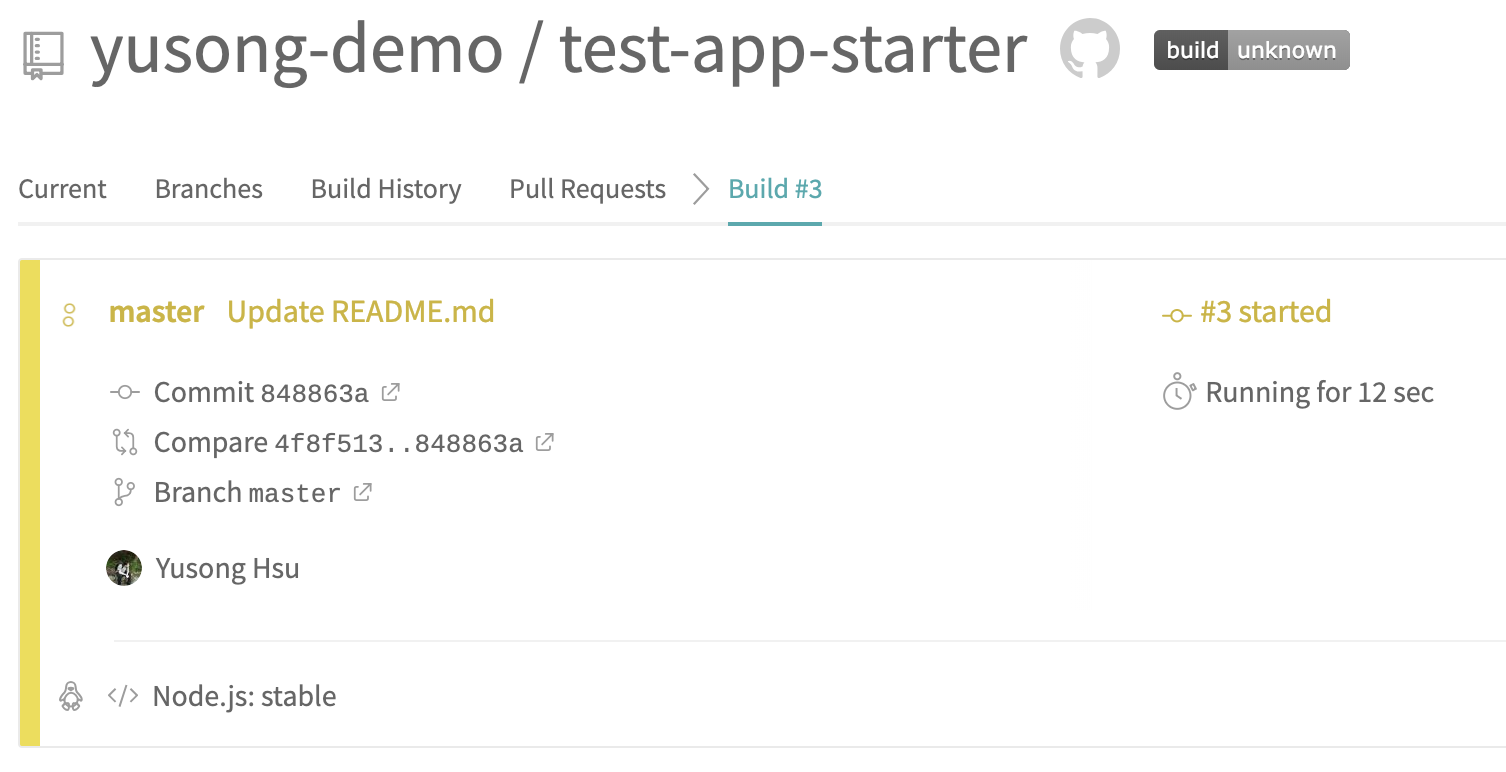 yusong-demo / test-app-starter build unknown
Current Branches Build History Pull Requests Build #3
master Update README.md #3 started
Commit 848863a Running for 12 sec
Compare 4f8f513..848863a
Branch master
Yusong Hsu
</> Node.js: stable